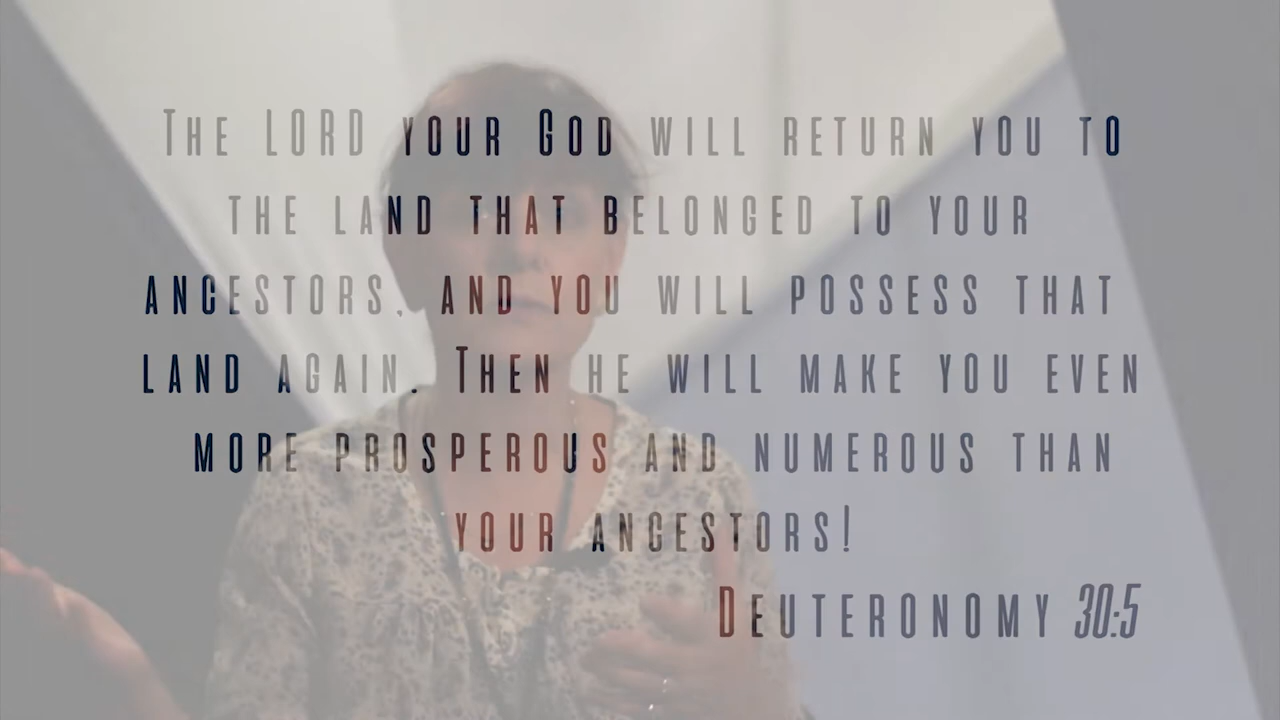 The LORD your God will return you to
the land that belonged to your
ancestors, and you will possess that
land again. Then he will make you even
more prosperous and numerous than
your ancestors!
Deuteronomy 30:5